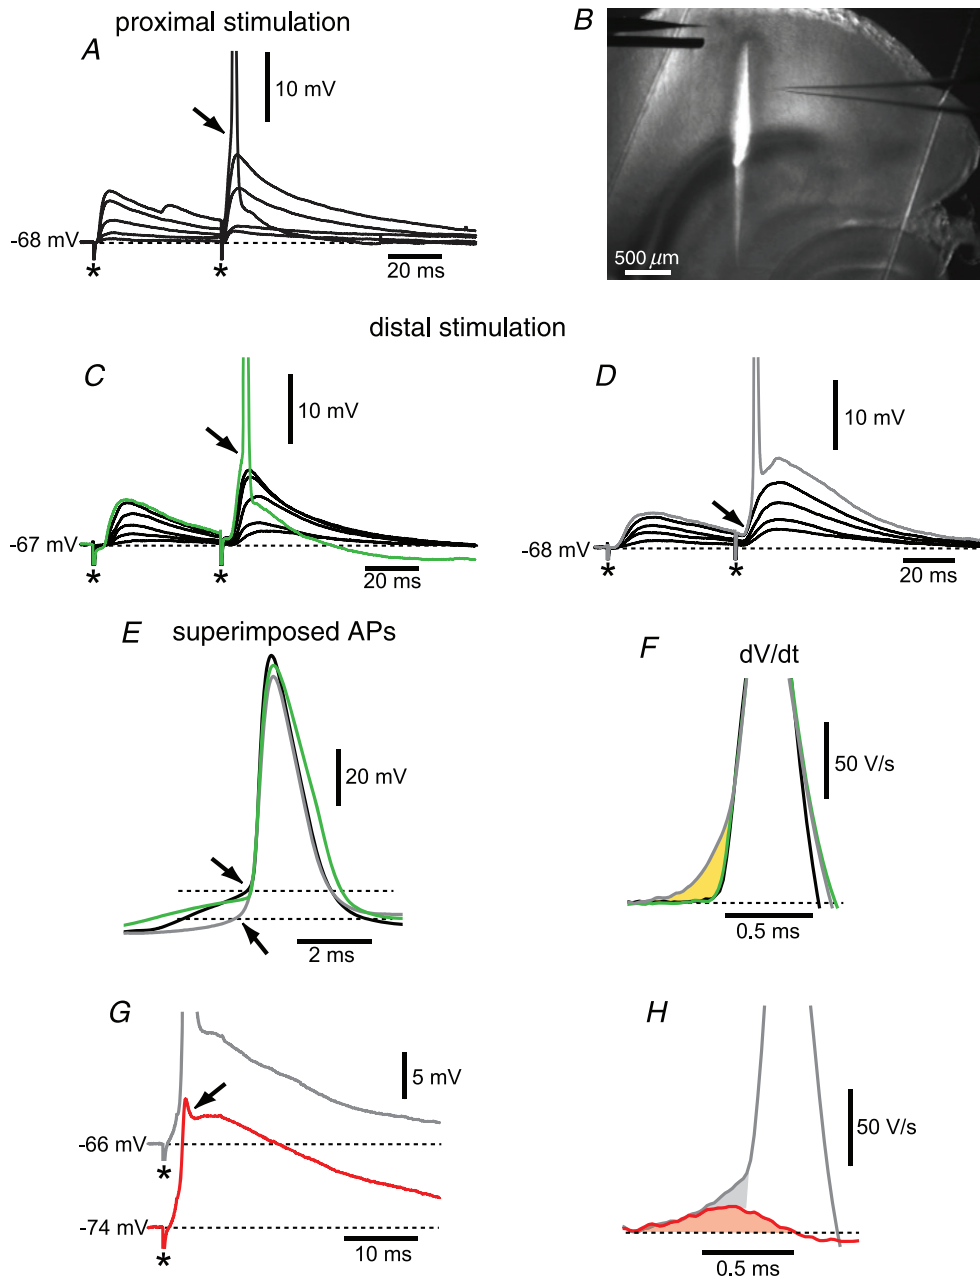 proximal stimulation
A
10 mV
-68 mV
*
*
20 ms
B
500 µm
distal stimulation
C
10 mV
-67 mV
*
*
20 ms
D
10 mV
-68 mV
*
*
20 ms
E
superimposed APs
20 mV
2 ms
F
dV/dt
50 V/s
0.5 ms
G
5 mV
-66 mV
*
-74 mV
*
10 ms
H
50 V/s
0.5 ms